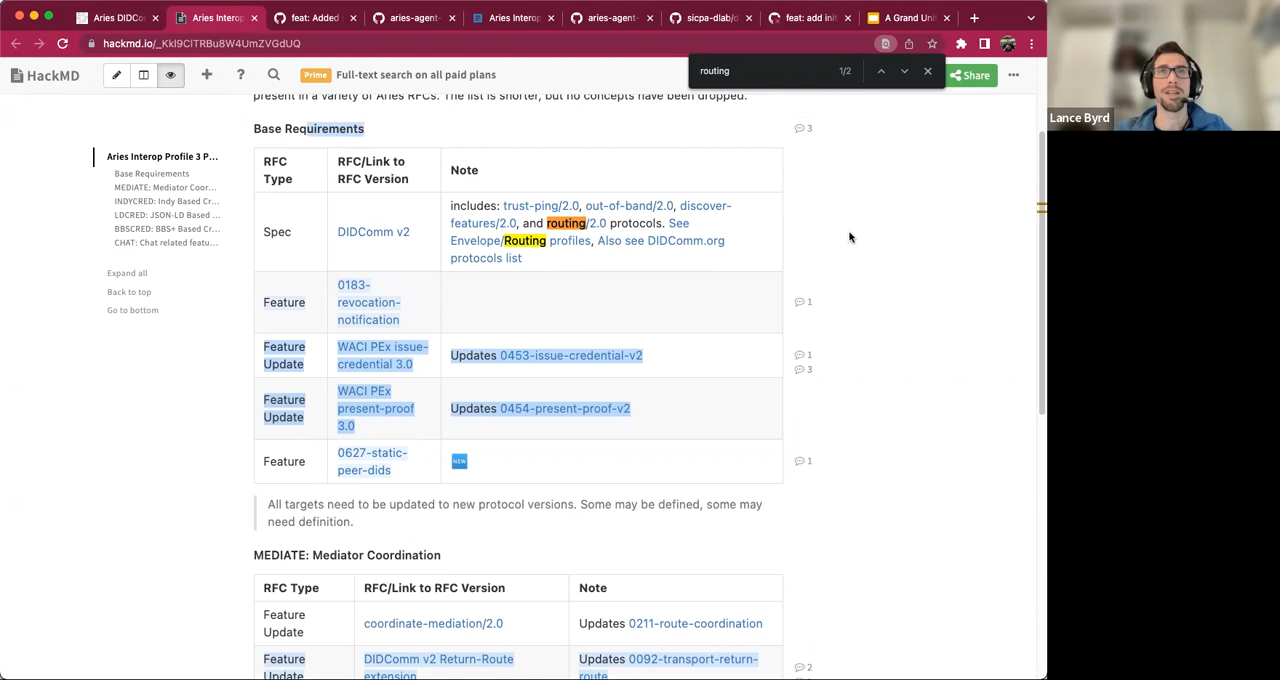 Aries DIDCo
Aries Interop
feat: Added
aries-agent-
Aries Interop
aries-agent-
sicpa-dlab/d
feat: add init
A Grand Uni
hackmd.io/_KkI9ClTRBu8W4UmZVGdUQ
HackMD
Prime Full-text search on all paid plans
routing 1/2
Share
Lance Byrd
present in a variety of Aries RFCs. The list is shorter, but no concepts have been dropped.
Base Requirements
3
Aries Interop Profile 3 P...
Base Requirements
MEDIATE: Mediator Coor...
INDYCRED: Indy Based Cr...
LDCRED: JSON-LD Based ...
BBSCRED: BBS+ Based Cr...
CHAT: Chat related featu...
Expand all
Back to top
Go to bottom
RFC Type
RFC/Link to RFC Version
Note
Spec
DIDComm v2
includes: trust-ping/2.0, out-of-band/2.0, discover-
features/2.0, and routing/2.0 protocols. See
Envelope/Routing profiles, Also see DIDComm.org
protocols list
Feature
0183-
revocation-
notification
1
Feature
Update
WACI PEx issue-
credential 3.0
Updates 0453-issue-credential-v2
1
3
Feature
Update
WACI PEx
present-proof
3.0
Updates 0454-present-proof-v2
Feature
0627-static-
peer-dids
NEW
1
All targets need to be updated to new protocol versions. Some may be defined, some may
need definition.
MEDIATE: Mediator Coordination
RFC Type
RFC/Link to RFC Version
Note
Feature
Update
coordinate-mediation/2.0
Updates 0211-route-coordination
Feature
Update
DIDComm v2 Return-Route
extension
Updates 0092-transport-return-
route
2